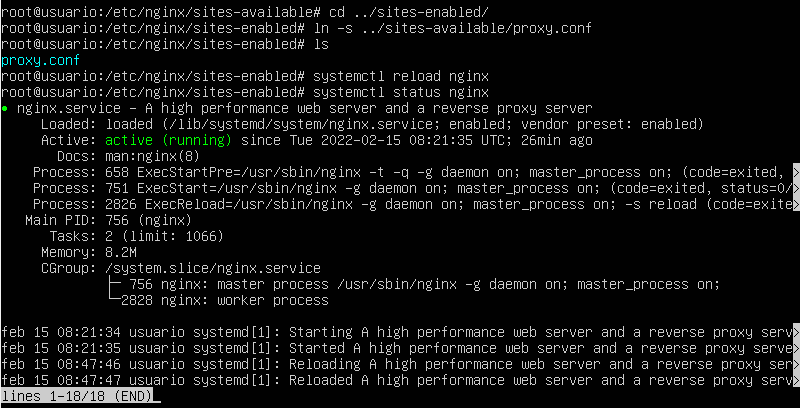 root@usuario:/etc/nginx/sites-available# cd ../sites-enabled/
root@usuario:/etc/nginx/sites-enabled# ln -s ../sites-available/proxy.conf
root@usuario:/etc/nginx/sites-enabled# ls
proxy.conf
root@usuario:/etc/nginx/sites-enabled# systemctl reload nginx
root@usuario:/etc/nginx/sites-enabled# systemctl status nginx
● nginx.service - A high performance web server and a reverse proxy server
     Loaded: loaded (/lib/systemd/system/nginx.service; enabled; vendor preset: enabled)
     Active: active (running) since Tue 2022-02-15 08:21:35 UTC; 26min ago
       Docs: man:nginx(8)
    Process: 658 ExecStartPre=/usr/sbin/nginx -t -q -g daemon on; master_process on; (code=exited, >
    Process: 751 ExecStart=/usr/sbin/nginx -g daemon on; master_process on; (code=exited, status=0/>
    Process: 2826 ExecReload=/usr/sbin/nginx -g daemon on; master_process on; -s reload (code=exite>
   Main PID: 756 (nginx)
      Tasks: 2 (limit: 1066)
     Memory: 8.2M
     CGroup: /system.slice/nginx.service
             ├─ 756 nginx: master process /usr/sbin/nginx -g daemon on; master_process on;
             └─2828 nginx: worker process
feb 15 08:21:34 usuario systemd[1]: Starting A high performance web server and a reverse proxy serv>
feb 15 08:21:35 usuario systemd[1]: Started A high performance web server and a reverse proxy serve>
feb 15 08:47:46 usuario systemd[1]: Reloading A high performance web server and a reverse proxy ser>
feb 15 08:47:47 usuario systemd[1]: Reloaded A high performance web server and a reverse proxy serv>
lines 1-18/18 (END)